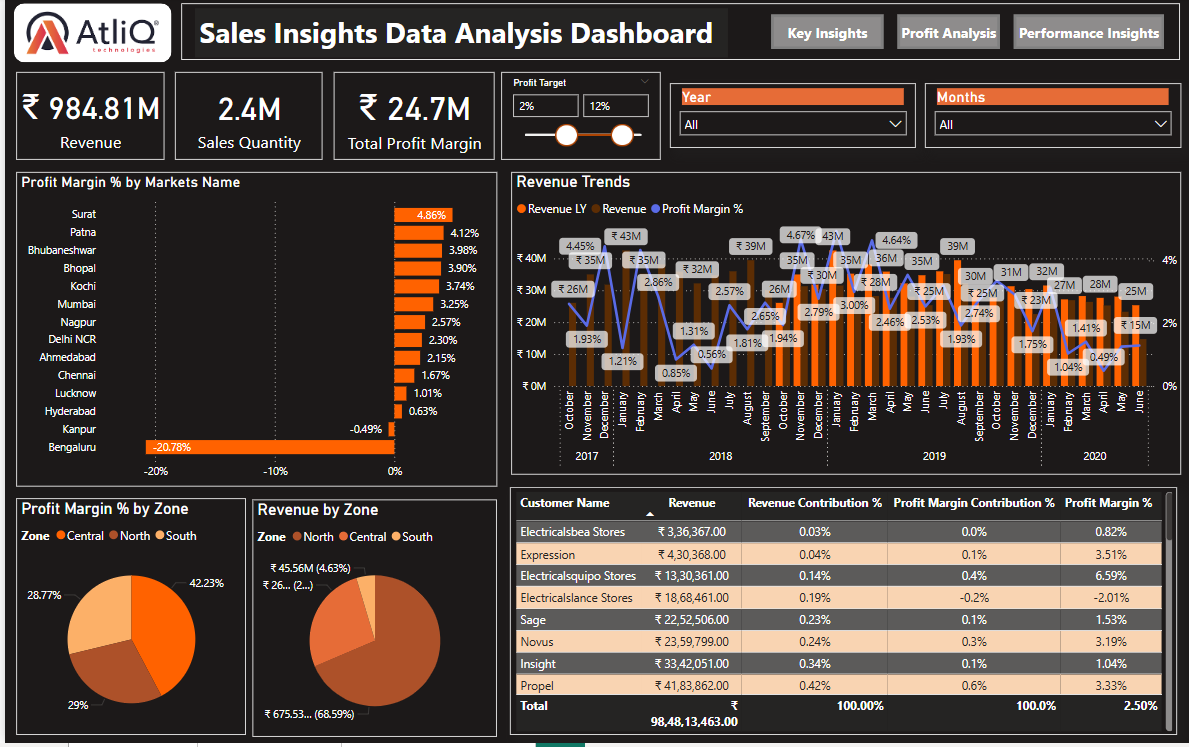 AtliQ®
technologies
Sales Insights Data Analysis Dashboard
Key Insights
Profit Analysis
Performance Insights
₹ 984.81M
Revenue
2.4M
Sales Quantity
₹ 24.7M
Total Profit Margin
Profit Target
2%
12%
Year
All
Months
All
Profit Margin % by Markets Name
Surat 4.86%
Patna 4.12%
Bhubaneshwar 3.98%
Bhopal 3.90%
Kochi 3.74%
Mumbai 3.25%
Nagpur 2.57%
Delhi NCR 2.30%
Ahmedabad 2.15%
Chennai 1.67%
Lucknow 1.01%
Hyderabad 0.63%
Kanpur -0.49%
Bengaluru -20.78%
-20% -10% 0%
Revenue Trends
Revenue LY Revenue Profit Margin %
4.67% 43M
₹ 43M 4.64%
4.45% ₹ 39M 39M
₹ 40M ₹ 35M ₹ 35M 35M 35M 36M 35M 4%
₹ 32M ₹ 30M 30M 31M 32M
2.86% ₹ 28M 27M 28M
₹ 30M ₹ 26M 2.57% 26M ₹ 25M ₹ 25M 25M
2.79% 3.00% ₹ 23M
₹ 20M 1.31% 2.65% 2.46% 2.53% 2.74% 1.41% ₹ 15M 2%
1.93% 1.81% 1.94% 1.93% 1.75%
₹ 10M 1.21% 0.56% 0.49%
0.85% 1.04%
₹ 0M 0%
October November December January February March April May June July August September October November December January February March April May June July August September October November December January February March April May June
2017 2018 2019 2020
Profit Margin % by Zone
Zone Central North South
42.23%
28.77%
29%
Revenue by Zone
Zone North Central South
₹ 45.56M (4.63%)
₹ 26... (2...)
₹ 675.53... (68.59%)
Customer Name Revenue Revenue Contribution % Profit Margin Contribution % Profit Margin %
Electricalsbea Stores ₹ 3,36,367.00 0.03% 0.0% 0.82%
Expression ₹ 4,30,368.00 0.04% 0.1% 3.51%
Electricalsquipo Stores ₹ 13,30,361.00 0.14% 0.4% 6.59%
Electricalslance Stores ₹ 18,68,461.00 0.19% -0.2% -2.01%
Sage ₹ 22,52,506.00 0.23% 0.1% 1.53%
Novus ₹ 23,59,799.00 0.24% 0.3% 3.19%
Insight ₹ 33,42,051.00 0.34% 0.1% 1.04%
Propel ₹ 41,83,862.00 0.42% 0.6% 3.33%
Total ₹ 100.00% 100.0% 2.50%
98,48,13,463.00